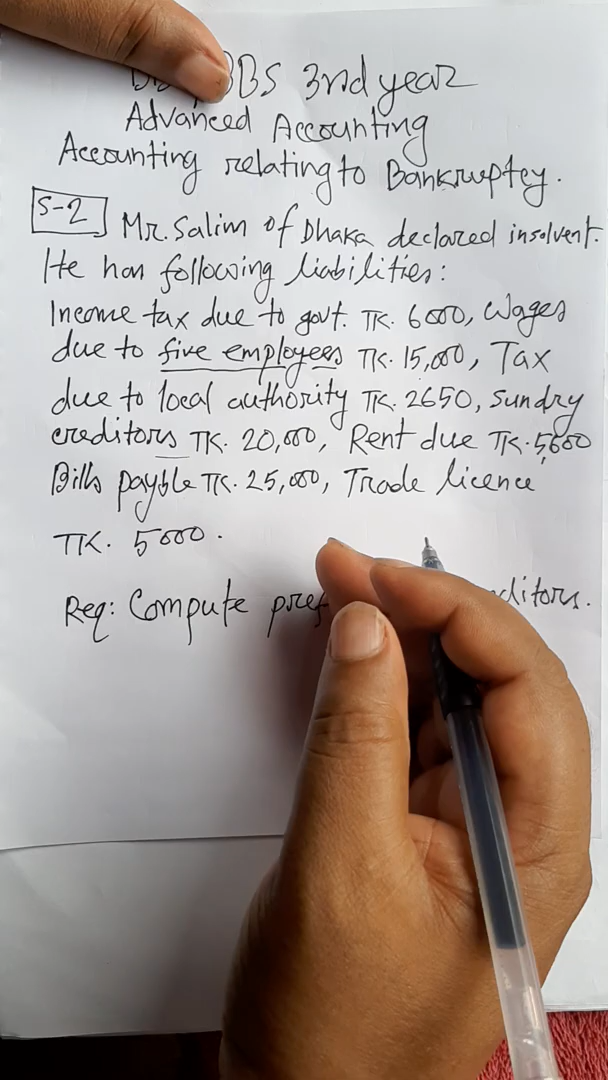 BBS 3rd year
Advanced Accounting
Accounting relating to Bankruptcy.
S-2 Mr. Salim of Dhaka declared insolvent.
He has following liabilities:
Income tax due to govt. TK. 6000, Wages
due to five employees TK. 15,000, Tax
due to local authority TK. 2650, sundry
creditors TK. 20,000, Rent due TK. 5,600
Bills payble TK. 25,000, Trade licence
TK. 5000.
Req: Compute